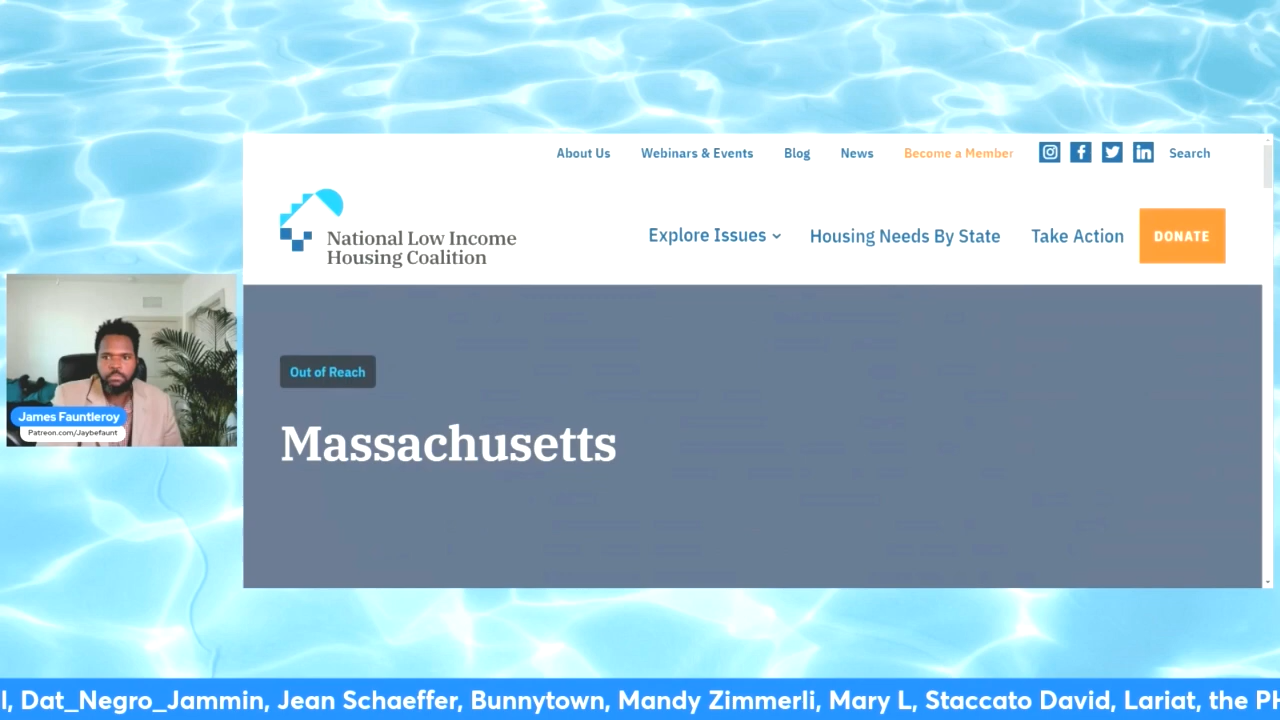 About Us Webinars & Events Blog News Become a Member Search
National Low Income
Housing Coalition
Explore Issues Housing Needs By State Take Action DONATE
Out of Reach
Massachusetts
James Fauntleroy
Patreon.com/Jaybefaunt
l, Dat_Negro_Jammin, Jean Schaeffer, Bunnytown, Mandy Zimmerli, Mary L, Staccato David, Lariat, the Ph